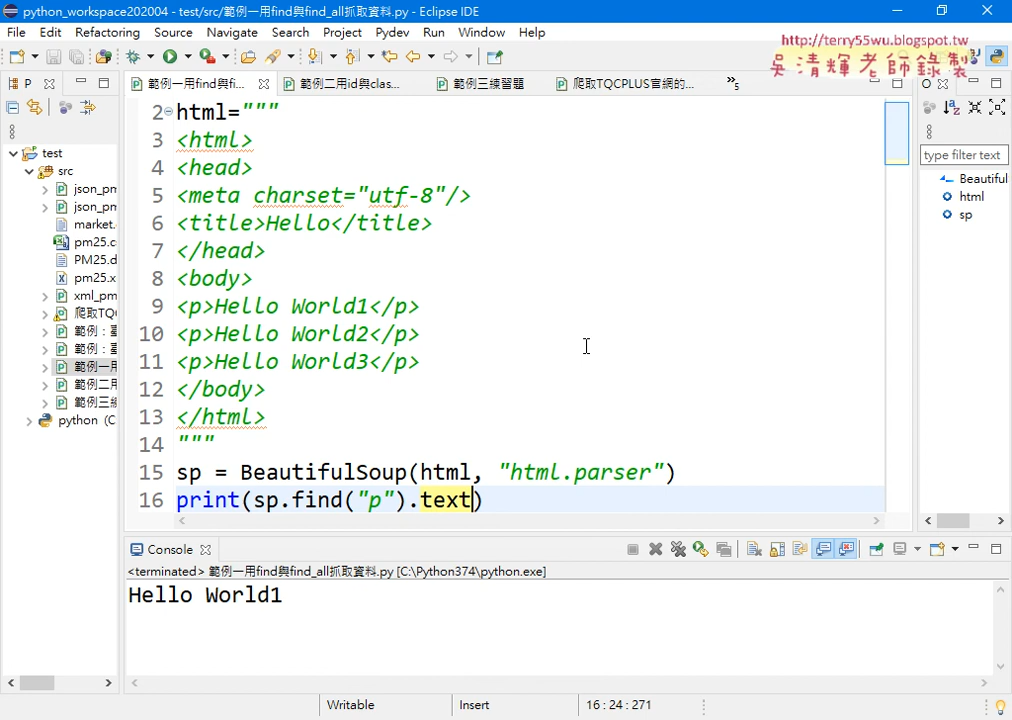 python_workspace202004 - test/src/範例一用find與find_all抓取資料.py - Eclipse IDE
File Edit Refactoring Source Navigate Search Project Pydev Run Window Help
http://terry55wu.blogspot.tw
吳清輝老師錄製
P
範例一用find與fi...
範例二用id與clas...
範例三練習題
爬取TQCPLUS官網的...
»5
test
src
json_pm
json_pm
market.
pm25.c
PM25.d
pm25.x
xml_pm
爬取TQ
範例：臺
範例：臺
範例一用
範例二用
範例三練
python (C
2 html="""
3 <html>
4 <head>
5 <meta charset="utf-8"/>
6 <title>Hello</title>
7 </head>
8 <body>
9 <p>Hello World1</p>
10 <p>Hello World2</p>
11 <p>Hello World3</p>
12 </body>
13 </html>
14 """
15 sp = BeautifulSoup(html, "html.parser")
16 print(sp.find("p").text)
type filter text
Beautiful
html
sp
Console
<terminated> 範例一用find與find_all抓取資料.py [C:\Python374\python.exe]
Hello World1
Writable
Insert
16 : 24 : 271